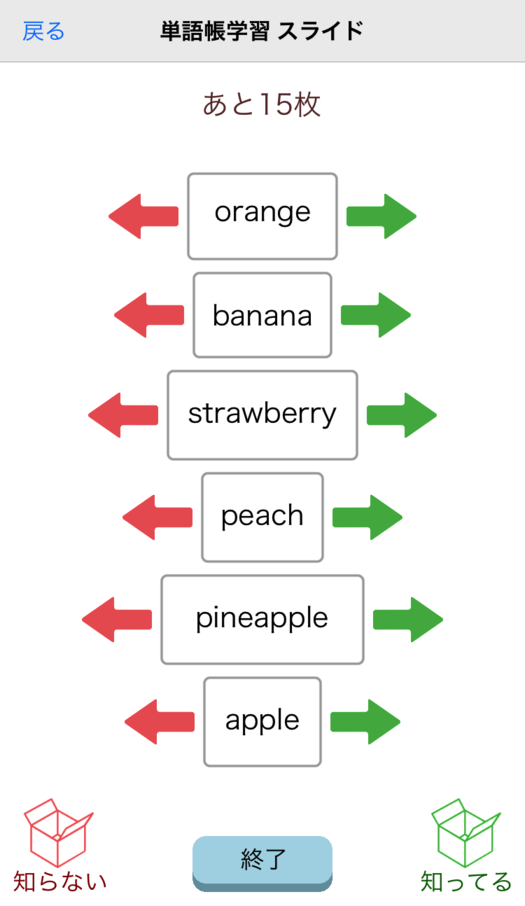 戻る 単語帳学習 スライド
あと15枚
orange
banana
strawberry
peach
pineapple
apple
知らない 終了 知ってる